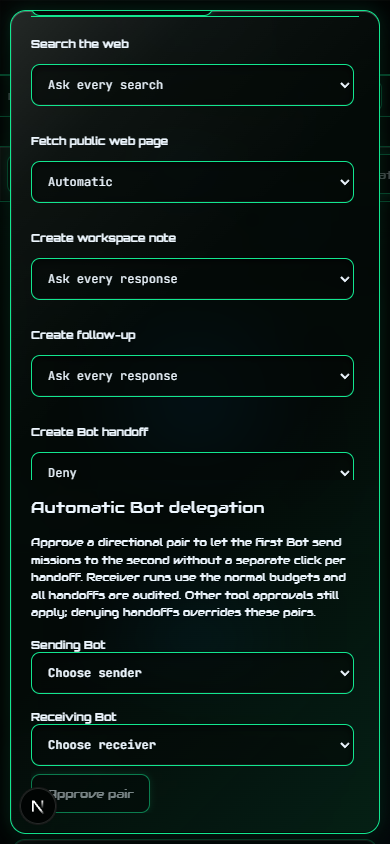 Search the web
Ask every search
Fetch public web page
Automatic
Create workspace note
Ask every response
Create follow-up
Ask every response
Create Bot handoff
Deny
Automatic Bot delegation
Approve a directional pair to let the first Bot send
missions to the second without a separate click per
handoff. Receiver runs use the normal budgets and
all handoffs are audited. Other tool approvals still
apply; denying handoffs overrides these pairs.
Sending Bot
Choose sender
Receiving Bot
Choose receiver
Approve pair
N